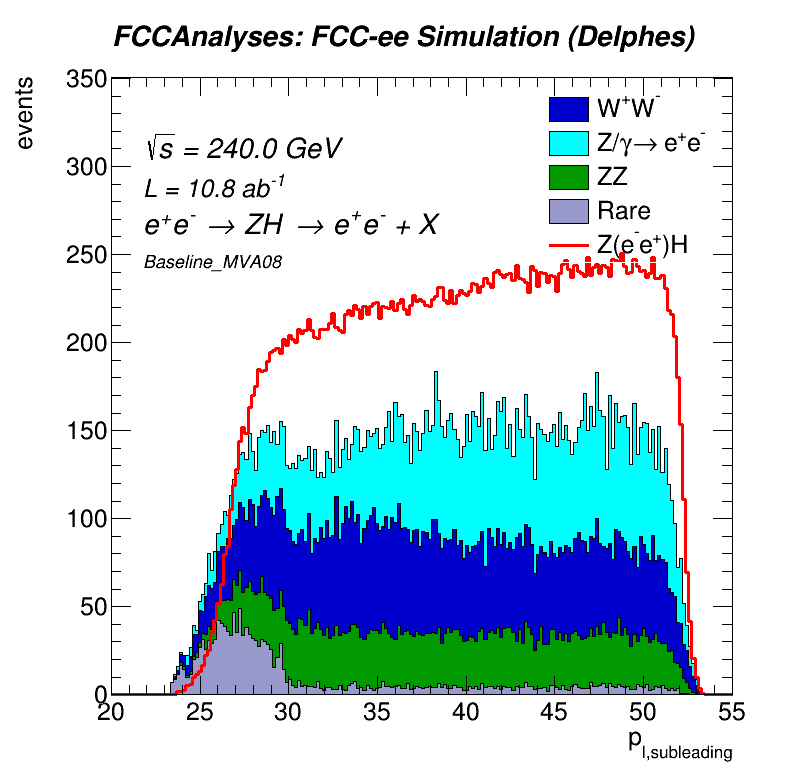 FCCAnalyses: FCC-ee Simulation (Delphes)
events
350
300
250
200
150
100
50
0
√s = 240.0 GeV
L = 10.8 ab⁻¹
e⁺e⁻ → ZH → e⁺e⁻ + X
Baseline_MVA08
W⁺W⁻
Z/γ→ e⁺e⁻
ZZ
Rare
Z(e⁻e⁺)H
20 25 30 35 40 45 50 55
p_l,subleading